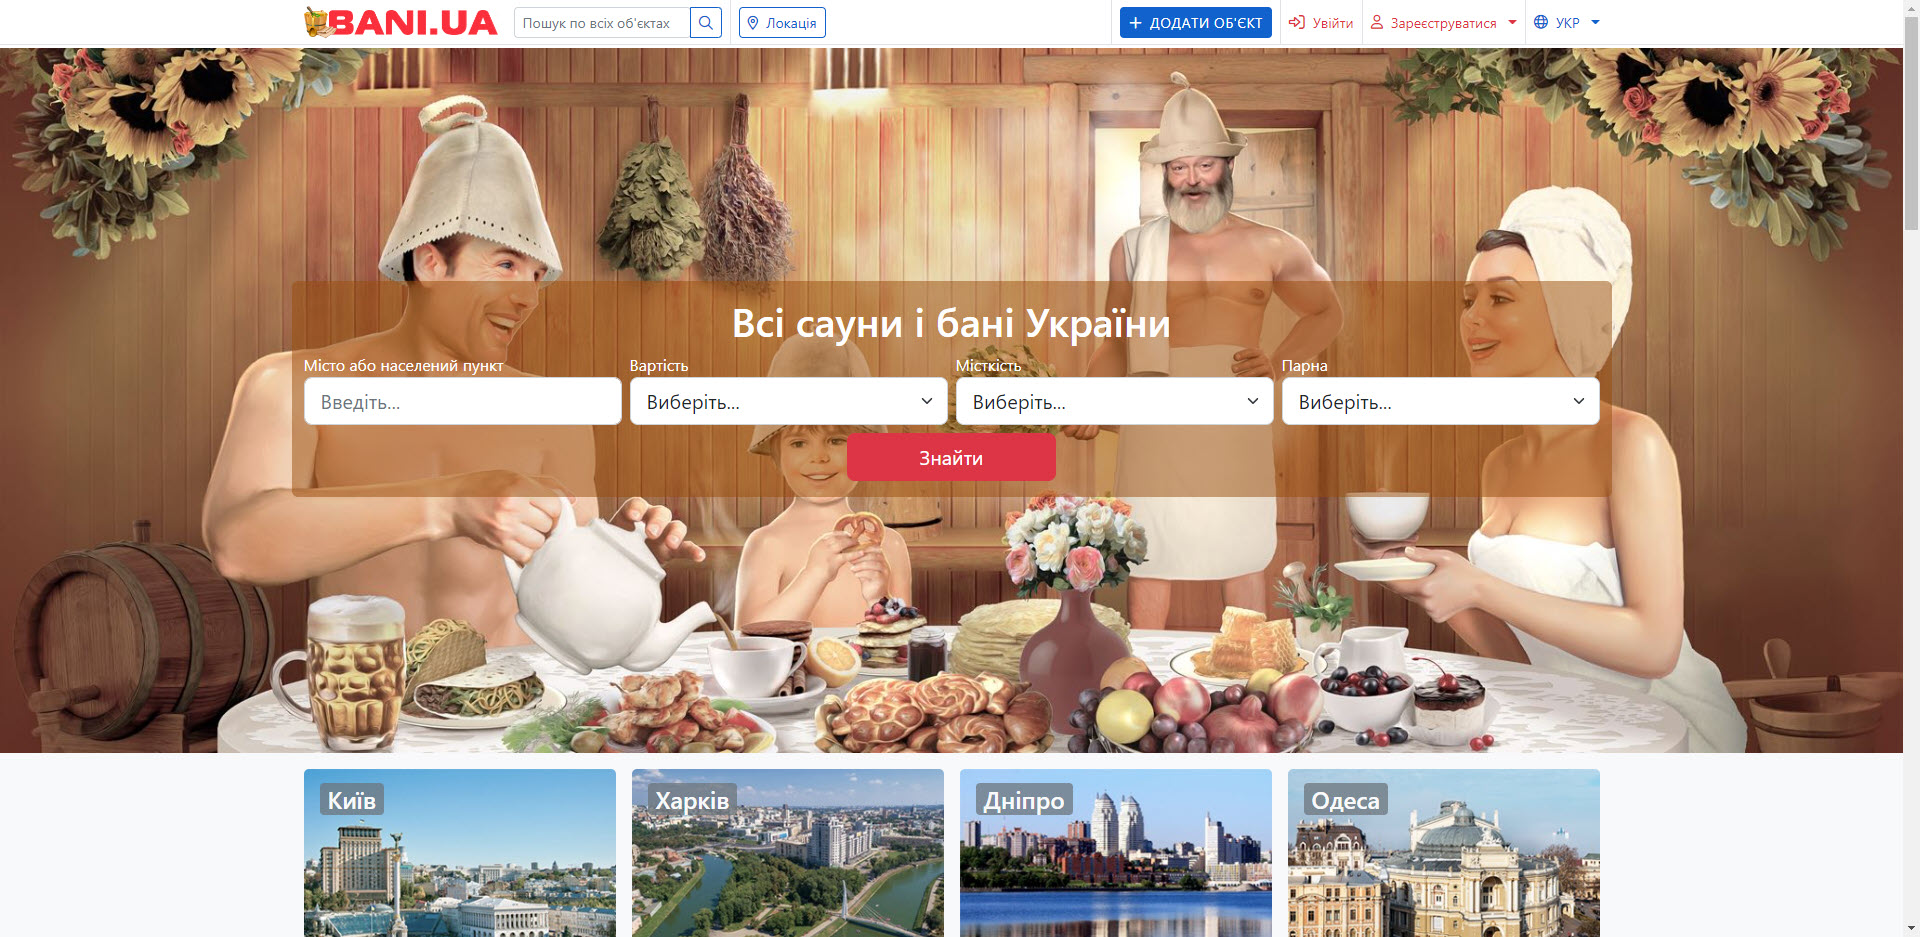 BANI.UA
Пошук по всіх об'єктах
Локація
ДОДАТИ ОБ'ЄКТ
Увійти
Зареєструватися
УКР
Всі сауни і бані України
Місто або населений пункт
Вартість
Місткість
Парна
Введіть...
Виберіть...
Виберіть...
Виберіть...
Знайти
Київ
Харків
Дніпро
Одеса